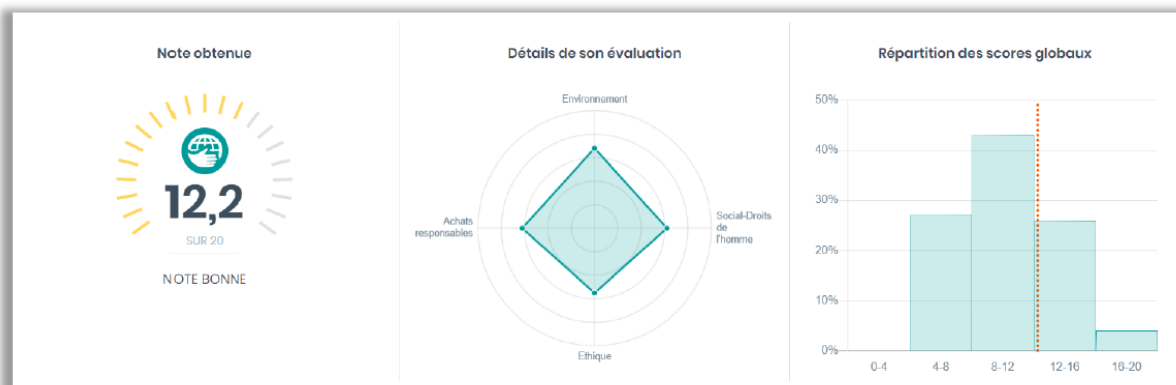 Note obtenue
12,2
SUR 20
NOTE BONNE
Détails de son évaluation
Environnement
Social-Droits
de
l'homme
Ethique
Achats
responsables
Répartition des scores globaux
50%
40%
30%
20%
10%
0%
0-4 4-8 8-12 12-16 16-20